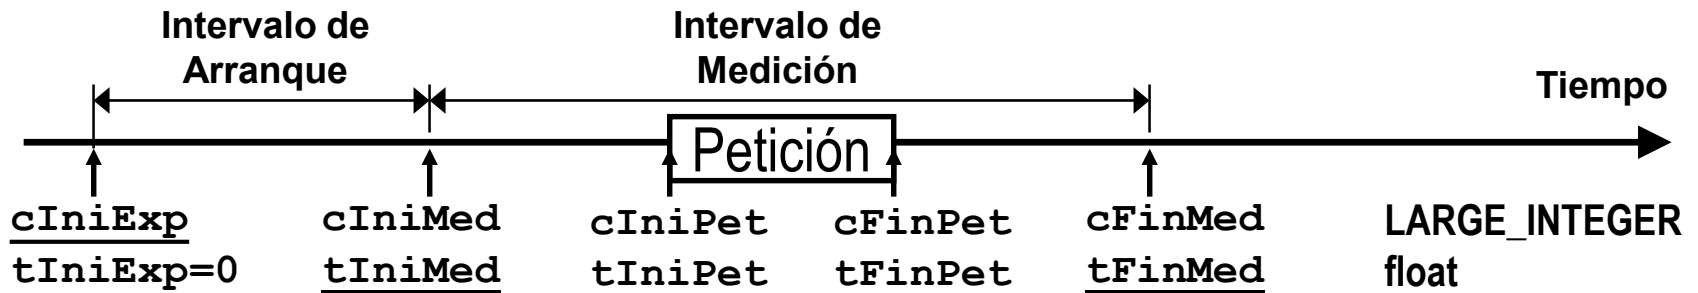 Intervalo de
Arranque
Intervalo de
Medición
Tiempo
Petición
cIniExp cIniMed cIniPet cFinPet cFinMed LARGE_INTEGER
tIniExp=0 tIniMed tIniPet tFinPet tFinMed float